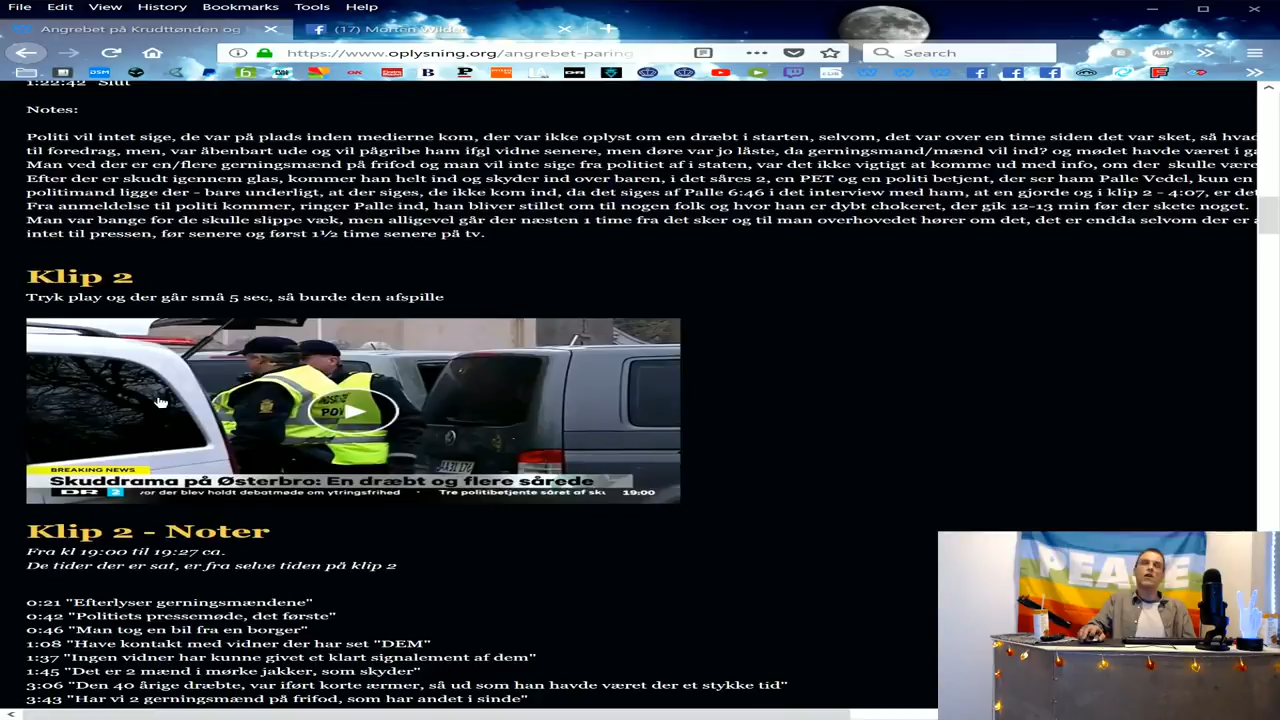 File Edit View History Bookmarks Tools Help
Angrebet på Krudttønden og
(17) Morten Wilder
https://www.oplysning.org/angrebet-paring
Search
1:22:42 "Slut"
Notes:
Politi vil intet sige, de var på plads inden medierne kom, der var ikke oplyst om en dræbt i starten, selvom, det var over en time siden det var sket, så hvad
til foredrag, men, var åbenbart ude og vil pågribe ham ifgl vidne senere, men døre var jo låste, da gerningsmand/mænd vil ind? og mødet havde været i ga
Man ved der er en/flere gerningsmænd på frifod og man vil inte sige fra politiet af i staten, var det ikke vigtigt at komme ud med info, om der skulle være
Efter der er skudt igennem glas, kommer han helt ind og skyder ind over baren, i det såres 2, en PET og en politi betjent, der ser ham Palle Vedel, kun en
politimand ligge der - bare underligt, at der siges, de ikke kom ind, da det siges af Palle 6:46 i det interview med ham, at en gjorde og i klip 2 - 4:07, er det
Fra anmeldelse til politi kommer, ringer Palle ind, han bliver stillet om til nogen folk og hvor han er dybt chokeret, der gik 12-13 min før der skete noget.
Man var bange for de skulle slippe væk, men alligevel går der næsten 1 time fra det sker og til man overhovedet hører om det, det er endda selvom der er a
intet til pressen, før senere og først 1½ time senere på tv.
Klip 2
Tryk play og der går små 5 sec, så burde den afspille
BREAKING NEWS
Skuddrama på Østerbro: En dræbt og flere sårede
DR 2 vor der blev holdt debatmøde om ytringsfrihed • Tre politibetjente såret af sku 19:00
Klip 2 - Noter
Fra kl 19:00 til 19:27 ca.
De tider der er sat, er fra selve tiden på klip 2
0:21 "Efterlyser gerningsmændene"
0:42 "Politiets pressemøde, det første"
0:46 "Man tog en bil fra en borger"
1:08 "Have kontakt med vidner der har set "DEM"
1:37 "Ingen vidner har kunne givet et klart signalement af dem"
1:45 "Det er 2 mænd i mørke jakker, som skyder"
3:06 "Den 40 årige dræbte, var iført korte ærmer, så ud som han havde været der et stykke tid"
3:43 "Har vi 2 gerningsmænd på frifod, som har andet i sinde"
PEACE